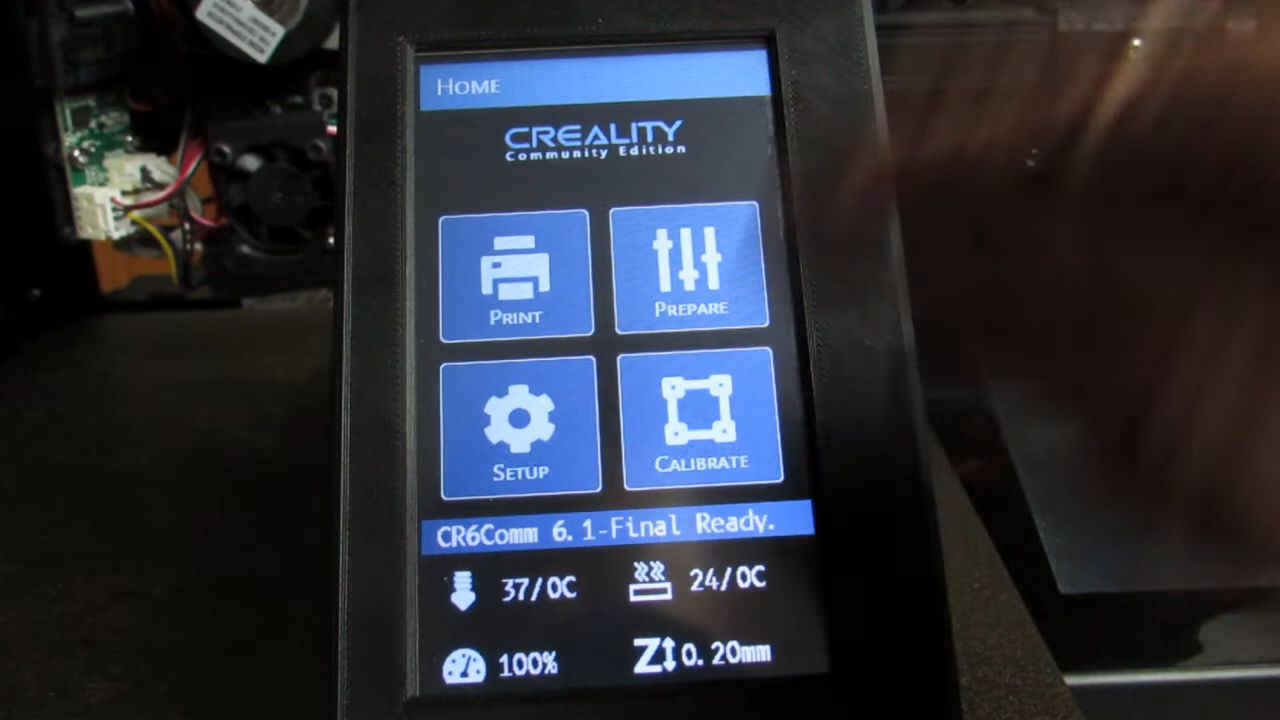 HOME
CREALITY
Community Edition
PRINT
PREPARE
SETUP
CALIBRATE
CR6Comm 6.1-Final Ready.
37/0C
24/0C
100%
Z 0.20mm